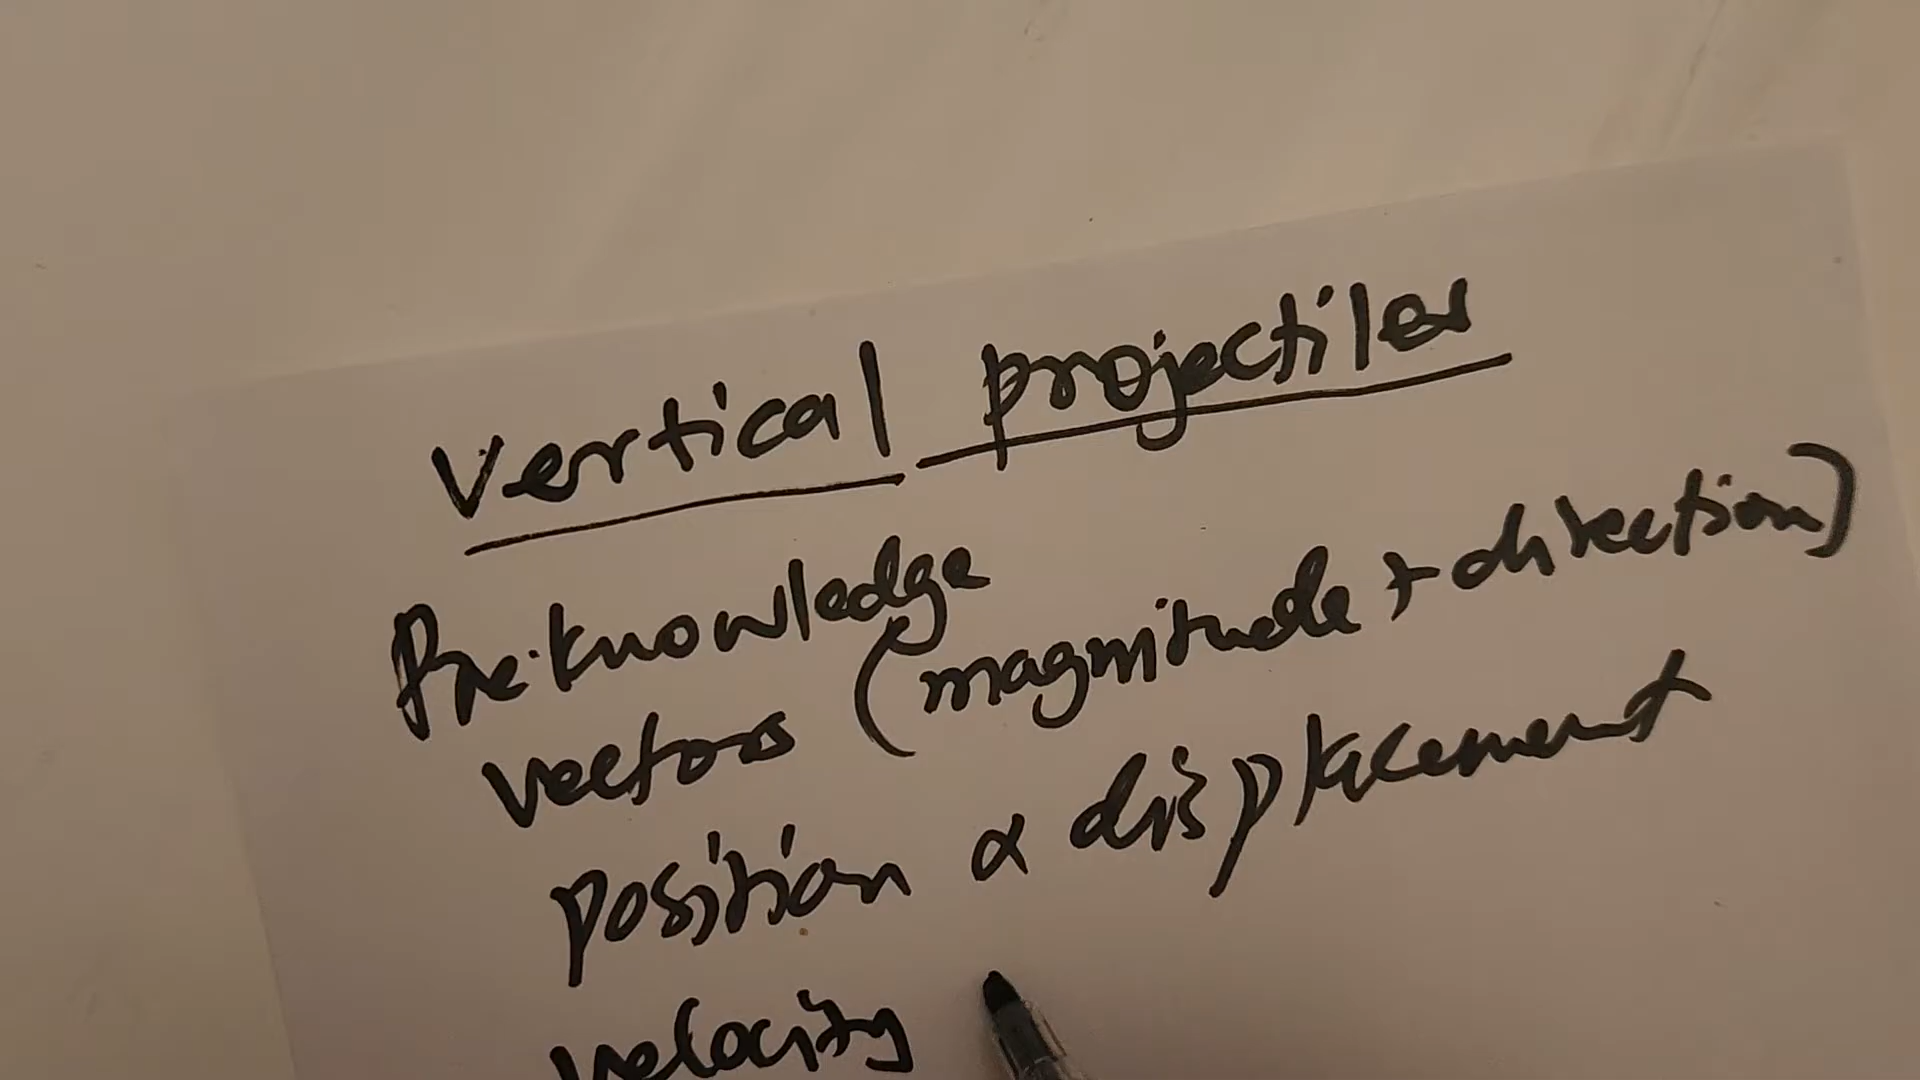 Vertical projectiles
Pre-knowledge
Vectors (magnitude + direction)
position & displacement
velocity